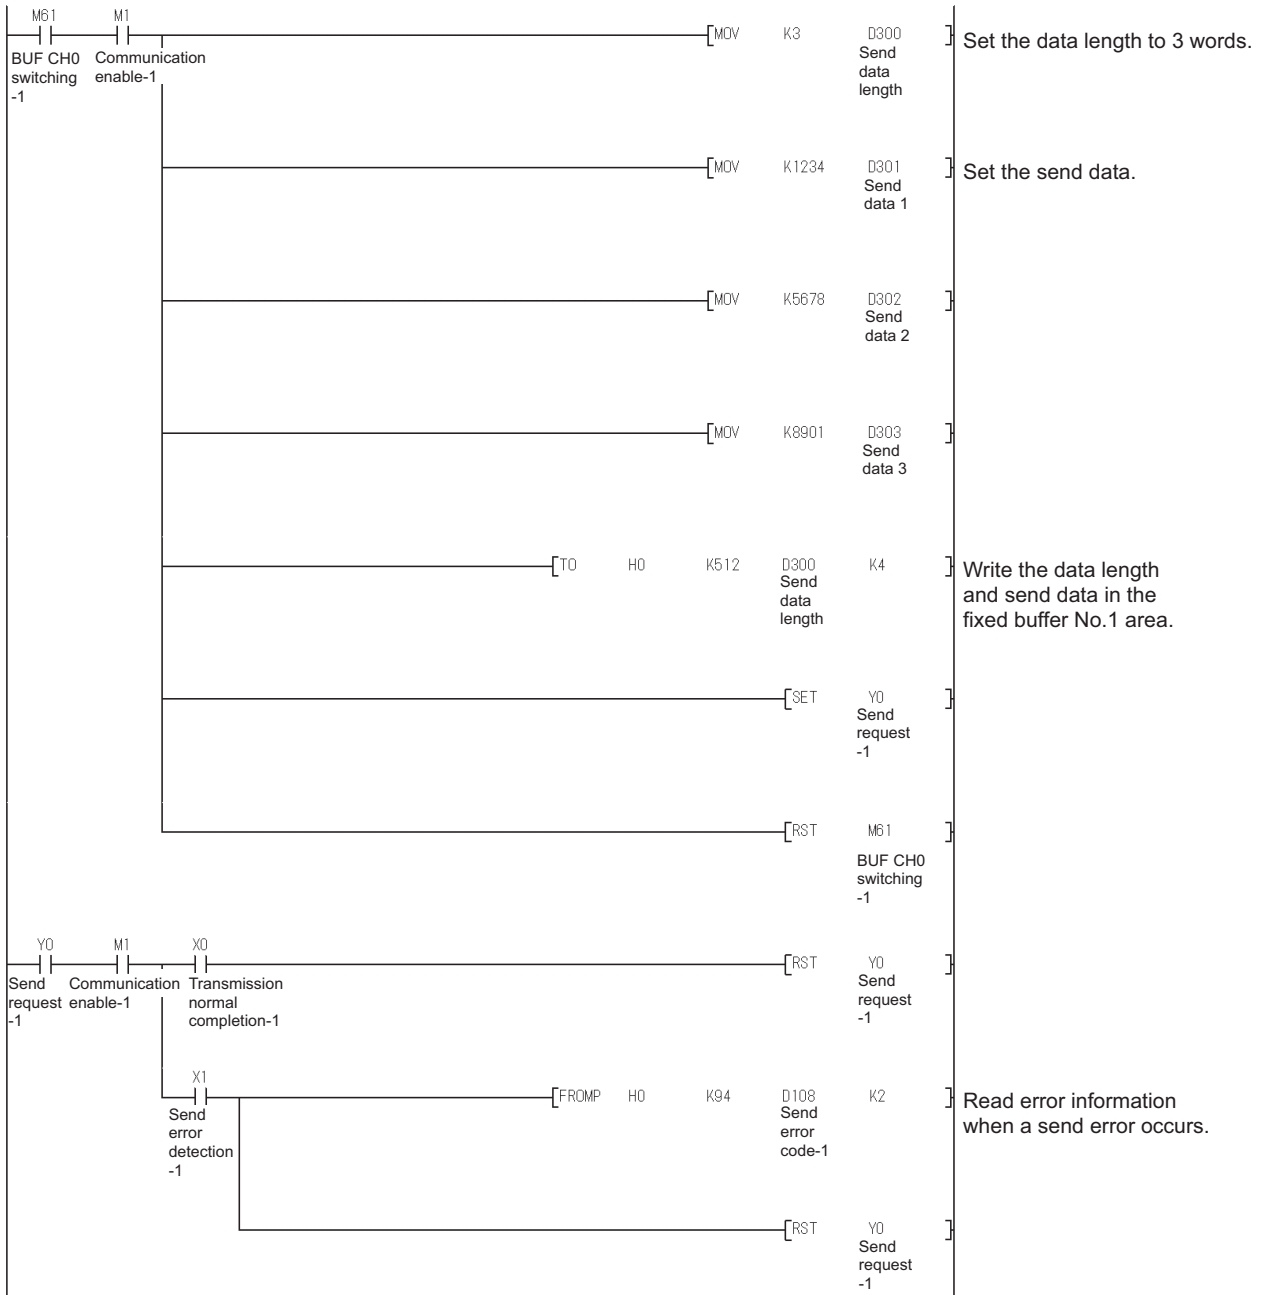 M61 M1
[MOV K3 D300 ]
BUF CH0 Communication Send Set the data length to 3 words.
switching enable-1 data
-1 length
[MOV K1234 D301 ]
Send Set the send data.
data 1
[MOV K5678 D302 ]
Send
data 2
[MOV K8901 D303 ]
Send
data 3
[TO H0 K512 D300 K4 ] Write the data length
Send and send data in the
data fixed buffer No.1 area.
length
[SET Y0 ]
Send
request
-1
[RST M61 ]
BUF CH0
switching
-1
Y0 M1 X0
[RST Y0 ]
Send Communication Transmission Send
request enable-1 normal request
-1 completion-1 -1
X1
[FROMP H0 K94 D108 K2 ] Read error information
Send Send when a send error occurs.
error error
detection code-1
-1
[RST Y0 ]
Send
request
-1